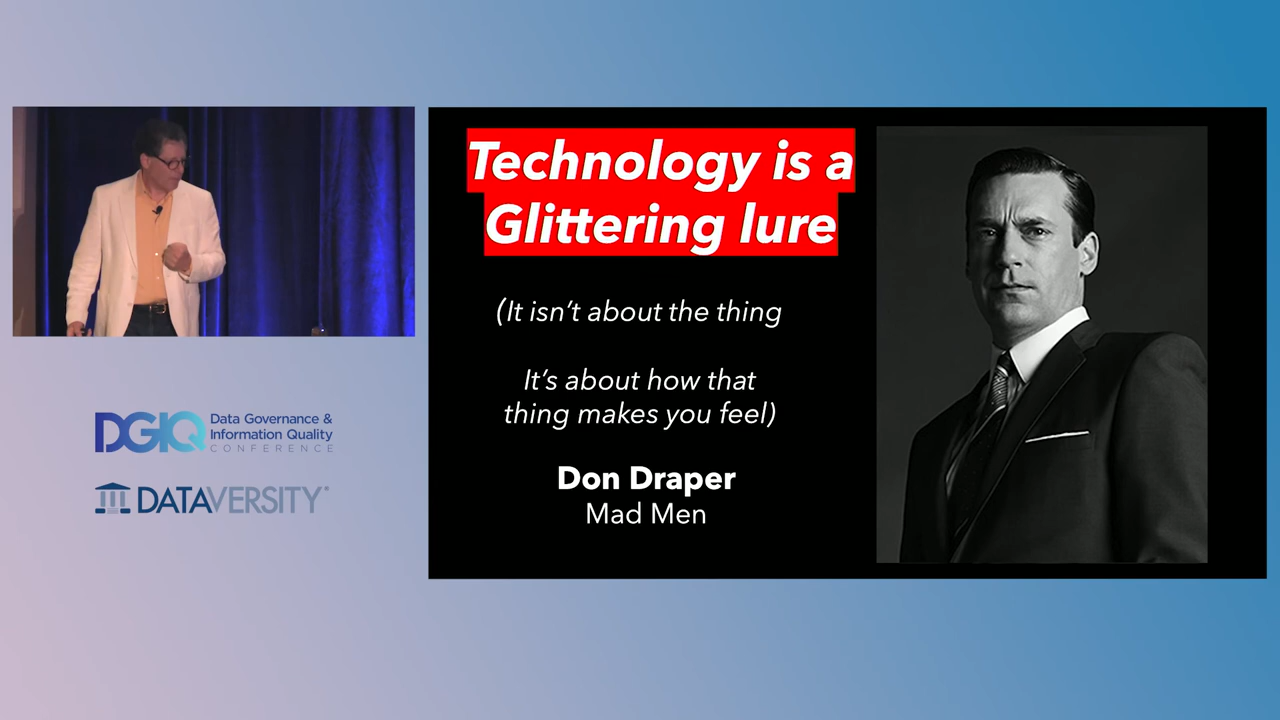 Technology is a
Glittering lure
(It isn't about the thing
It's about how that
thing makes you feel)
Don Draper
Mad Men
DGIQ
Data Governance &
Information Quality
CONFERENCE
DATAVERSITY®